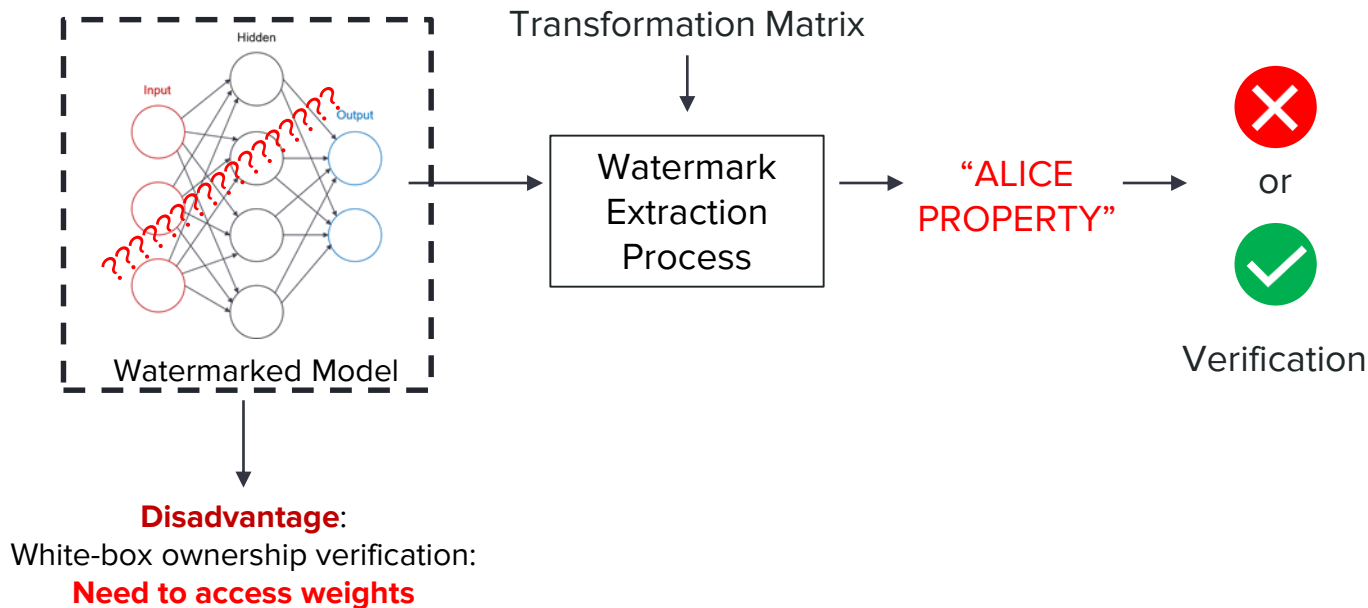 Transformation Matrix
Hidden
Input
Output
????????????????????
Watermarked Model
Watermark
Extraction
Process
“ALICE
PROPERTY”
or
Verification
Disadvantage:
White-box ownership verification:
Need to access weights